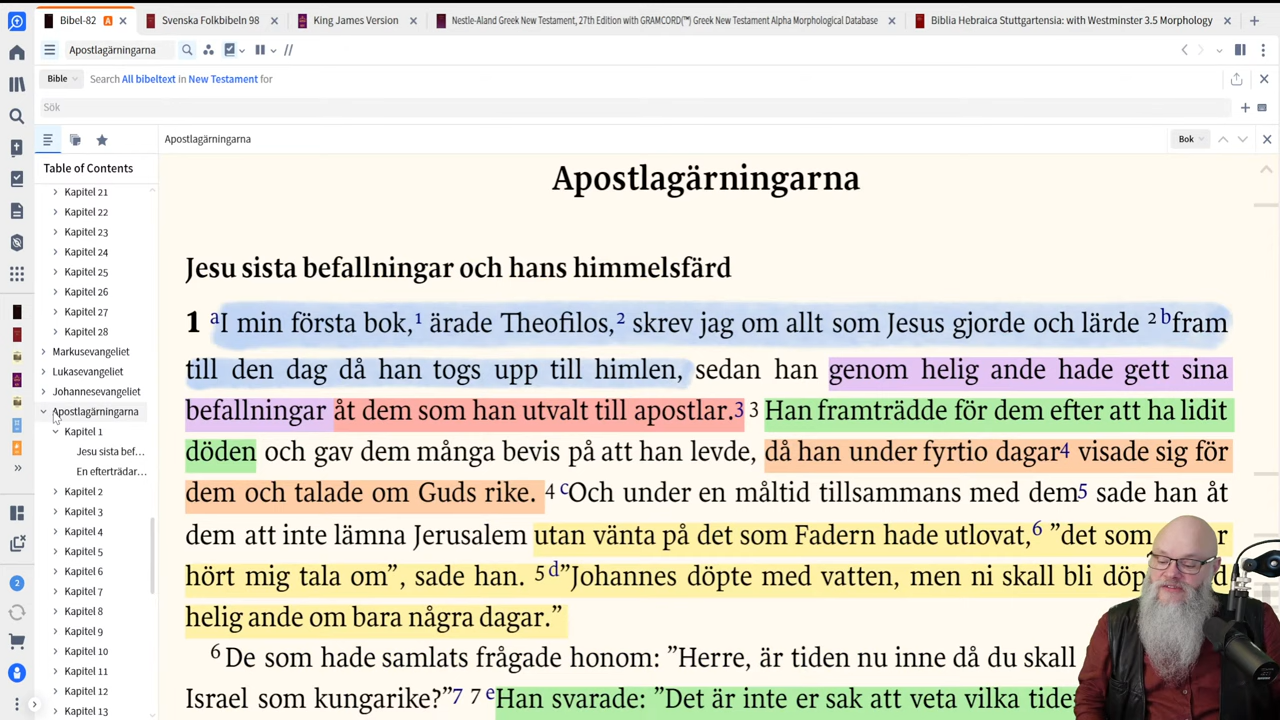 Bibel-82 A
Svenska Folkbibeln 98
King James Version
Nestle-Aland Greek New Testament, 27th Edition with GRAMCORD(™) Greek New Testament Alpha Morphological Database
Biblia Hebraica Stuttgartensia: with Westminster 3.5 Morphology
Apostlagärningarna
Bible Search All bibeltext in New Testament for
Sök
Apostlagärningarna
Bok
Table of Contents
Kapitel 21
Kapitel 22
Kapitel 23
Kapitel 24
Kapitel 25
Kapitel 26
Kapitel 27
Kapitel 28
Markusevangeliet
Lukasevangeliet
Johannesevangeliet
Apostlagärningarna
Kapitel 1
Jesu sista bef...
En efterträdar...
Kapitel 2
Kapitel 3
Kapitel 4
Kapitel 5
Kapitel 6
Kapitel 7
Kapitel 8
Kapitel 9
Kapitel 10
Kapitel 11
Kapitel 12
Kapitel 13
2
Apostlagärningarna
Jesu sista befallningar och hans himmelsfärd
1 aI min första bok,1 ärade Theofilos,2 skrev jag om allt som Jesus gjorde och lärde 2 bfram
till den dag då han togs upp till himlen, sedan han genom helig ande hade gett sina
befallningar åt dem som han utvalt till apostlar.3 3 Han framträdde för dem efter att ha lidit
döden och gav dem många bevis på att han levde, då han under fyrtio dagar4 visade sig för
dem och talade om Guds rike. 4 cOch under en måltid tillsammans med dem5 sade han åt
dem att inte lämna Jerusalem utan vänta på det som Fadern hade utlovat,6 ”det som
hört mig tala om”, sade han. 5 d”Johannes döpte med vatten, men ni skall bli
helig ande om bara några dagar.”
6 De som hade samlats frågade honom: ”Herre, är tiden nu inne då du skall
Israel som kungarike?”7 7 eHan svarade: ”Det är inte er sak att veta vilka